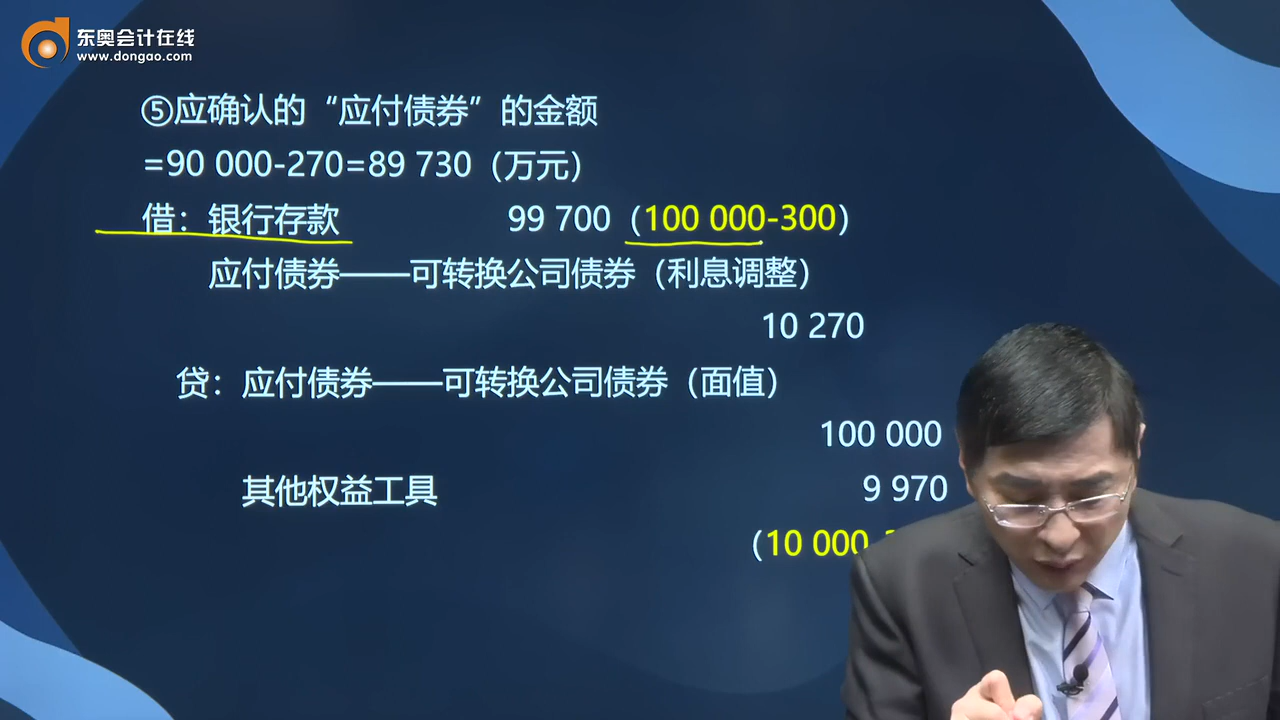 东奥会计在线
www.dongao.com
⑤应确认的“应付债券”的金额
=90 000-270=89 730（万元）
借：银行存款 99 700（100 000-300）
应付债券——可转换公司债券（利息调整）
10 270
贷：应付债券——可转换公司债券（面值）
100 000
其他权益工具 9 970
（10 000-